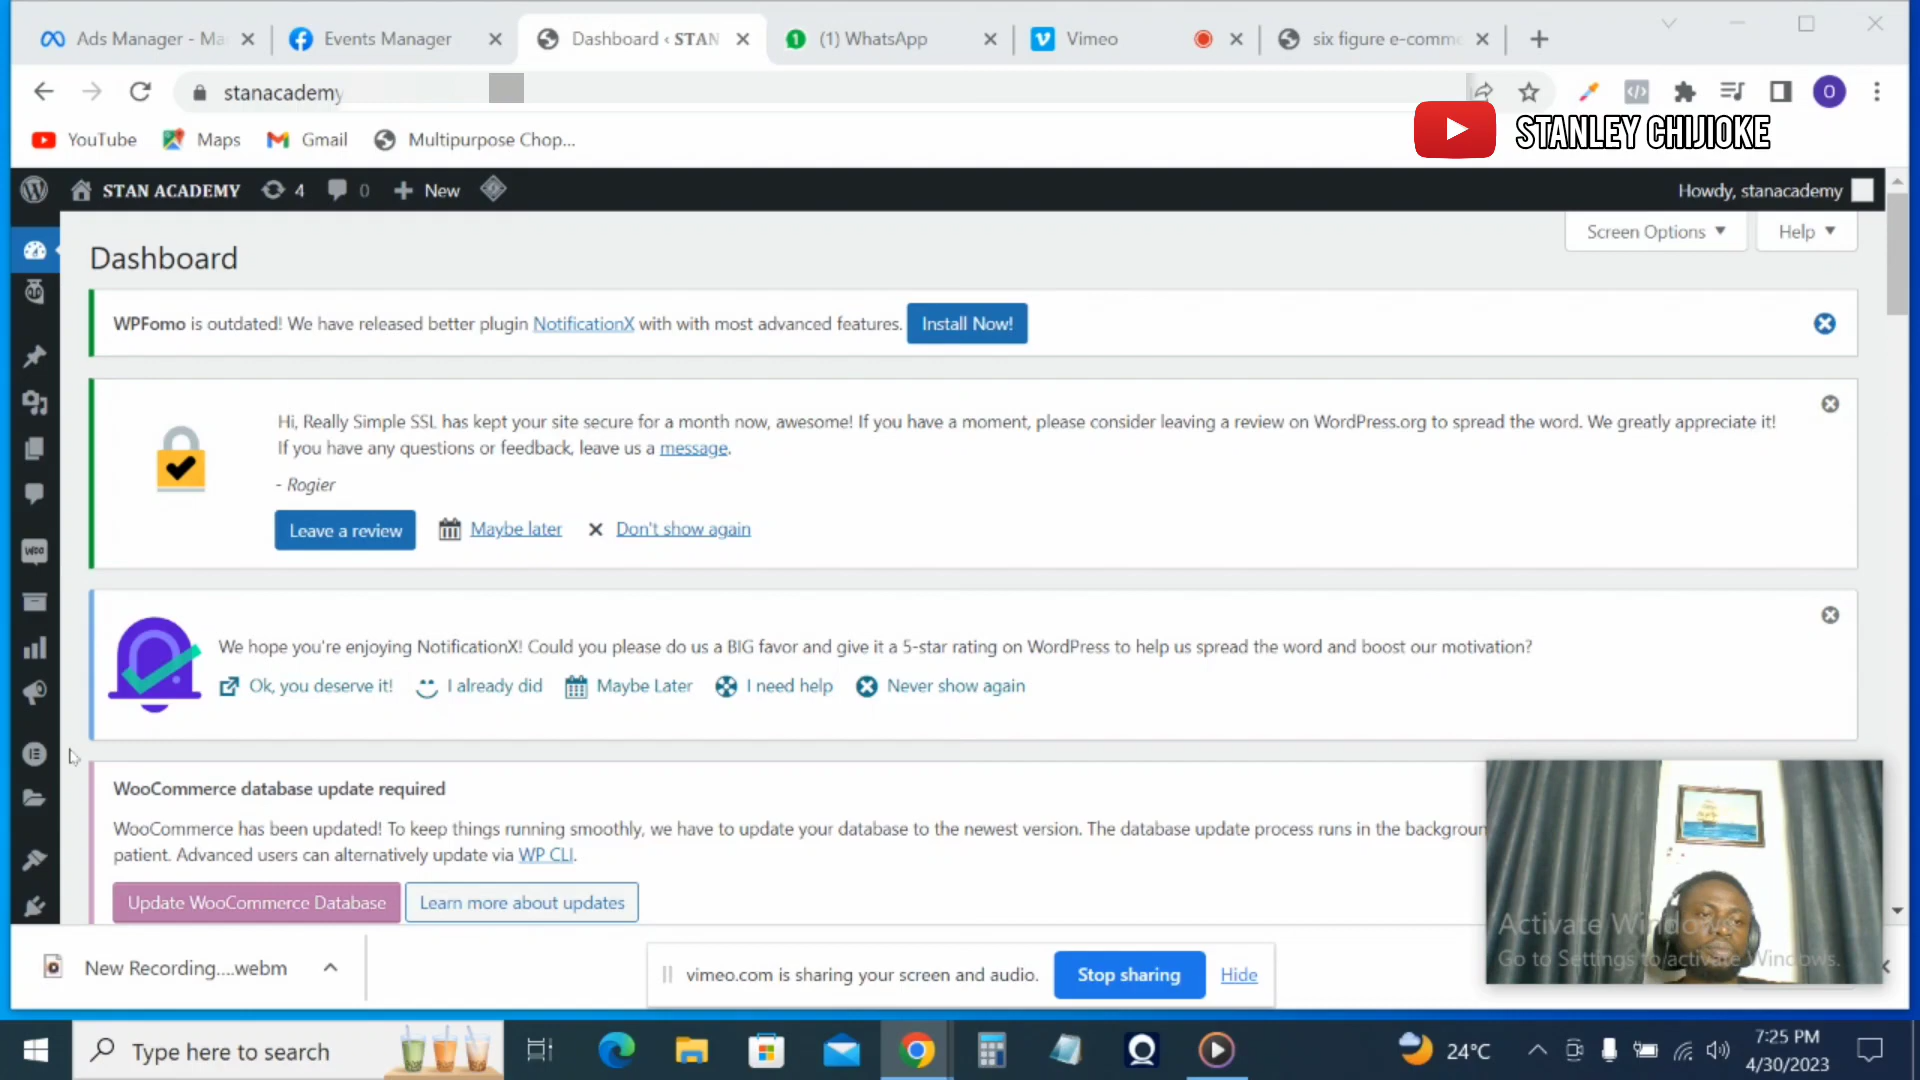 Ads Manager - Ma
Events Manager
Dashboard ‹ STAN
(1) WhatsApp
Vimeo
six figure e-comme
stanacademy
O
YouTube
Maps
Gmail
Multipurpose Chop...
STANLEY CHIJIOKE
STAN ACADEMY
4
0
New
Howdy, stanacademy
Screen Options
Help
Dashboard
WPFomo is outdated! We have released better plugin NotificationX with with most advanced features.
Install Now!
Hi, Really Simple SSL has kept your site secure for a month now, awesome! If you have a moment, please consider leaving a review on WordPress.org to spread the word. We greatly appreciate it!
If you have any questions or feedback, leave us a message.
- Rogier
Leave a review
Maybe later
Don't show again
We hope you're enjoying NotificationX! Could you please do us a BIG favor and give it a 5-star rating on WordPress to help us spread the word and boost our motivation?
Ok, you deserve it!
I already did
Maybe Later
I need help
Never show again
WooCommerce database update required
WooCommerce has been updated! To keep things running smoothly, we have to update your database to the newest version. The database update process runs in the backgroun
patient. Advanced users can alternatively update via WP CLI.
Update WooCommerce Database
Learn more about updates
Activate Windows
Go to Settings to activate Windows.
New Recording....webm
vimeo.com is sharing your screen and audio.
Stop sharing
Hide
Type here to search
24°C
7:25 PM
4/30/2023